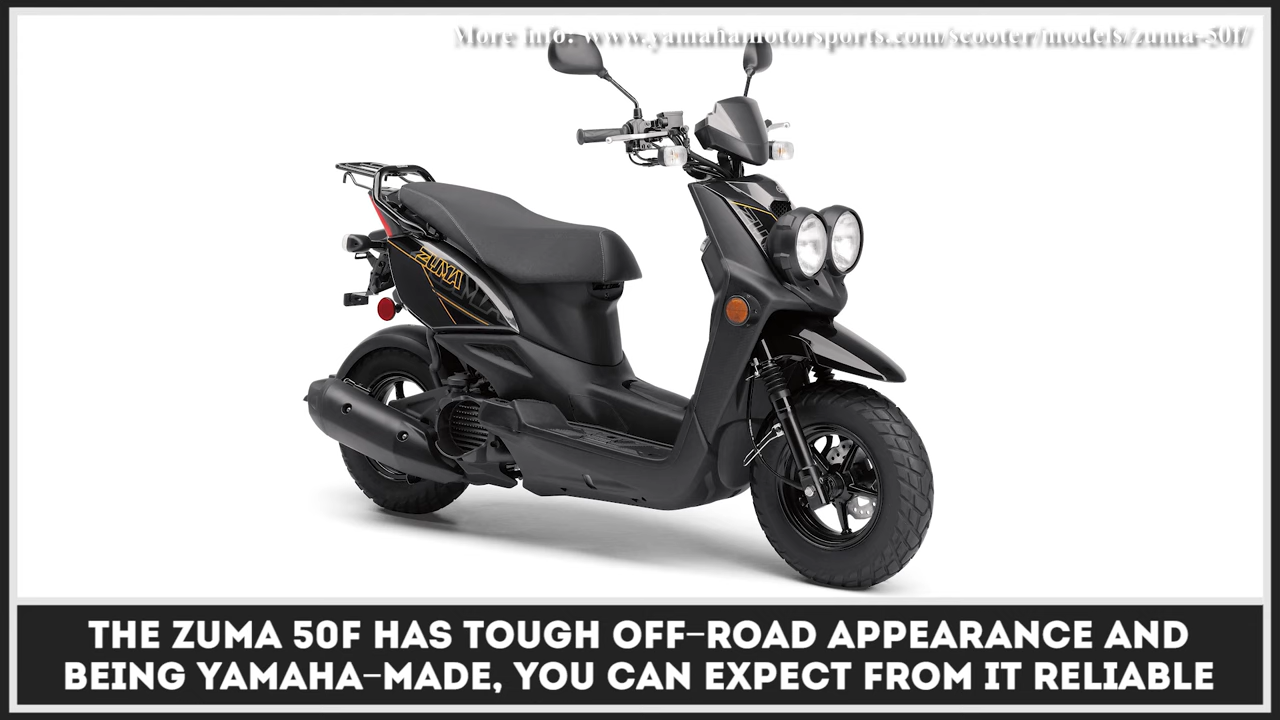 More info: www.yamahamotorsports.com/scooter/models/zuma-50f/
ZUMA
THE ZUMA 50F HAS TOUGH OFF-ROAD APPEARANCE AND
BEING YAMAHA-MADE, YOU CAN EXPECT FROM IT RELIABLE